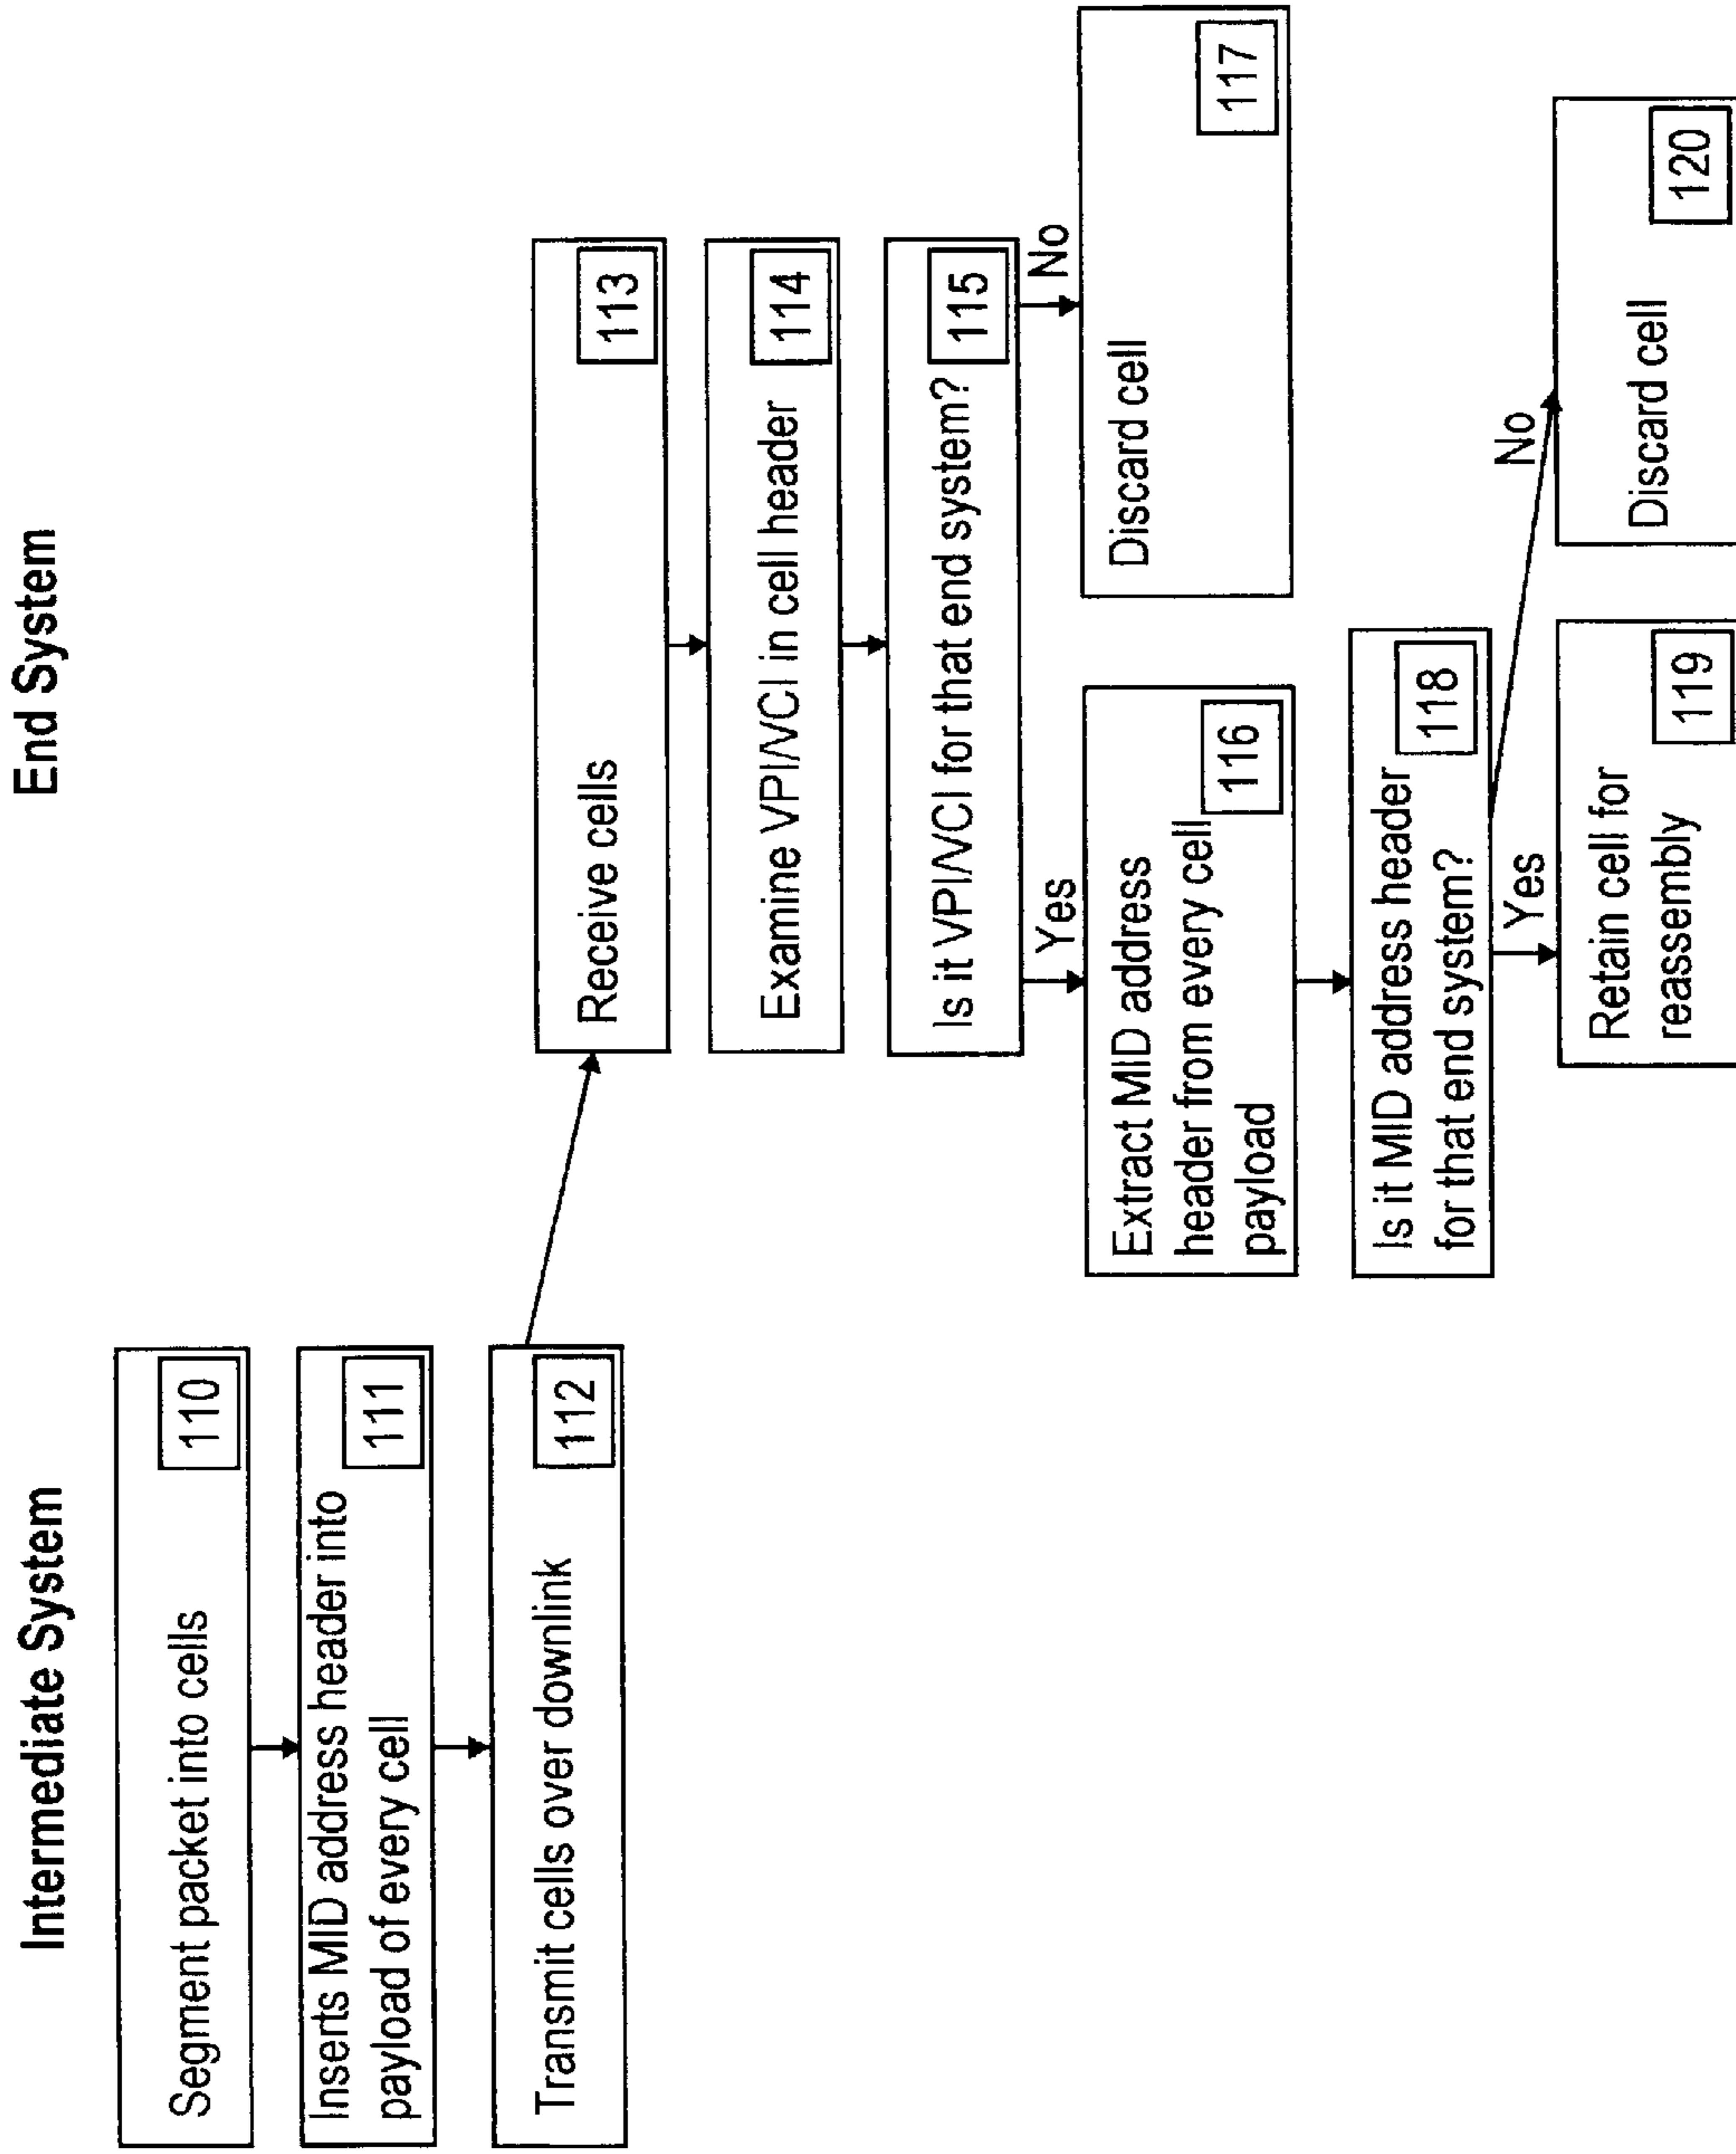 Intermediate System
Segment packet into cells
110
Inserts MID address header into
payload of every cell
111
Transmit cells over downlink
112
End System
Receive cells
113
Examine VPI/VCI in cell header
114
Is it VPI/VCI for that end system?
115
Yes
No
Extract MID address
header from every cell
payload
116
Discard cell
117
Is it MID address header
for that end system?
118
Yes
No
Retain cell for
reassembly
119
Discard cell
120